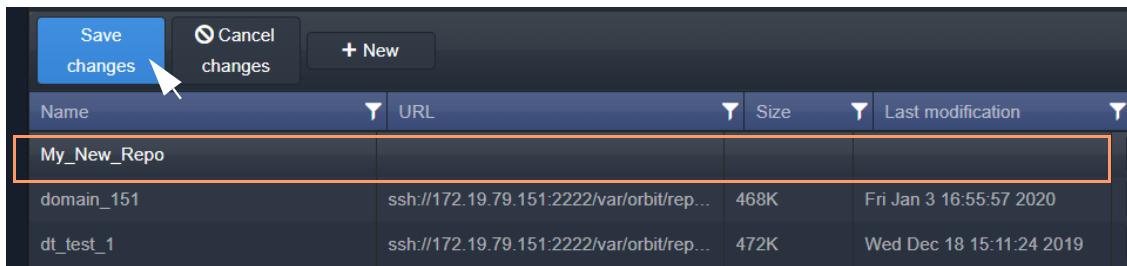 Save changes
Cancel changes
+ New
Name URL Size Last modification
My_New_Repo
domain_151 ssh://172.19.79.151:2222/var/orbit/rep... 468K Fri Jan 3 16:55:57 2020
dt_test_1 ssh://172.19.79.151:2222/var/orbit/rep... 472K Wed Dec 18 15:11:24 2019